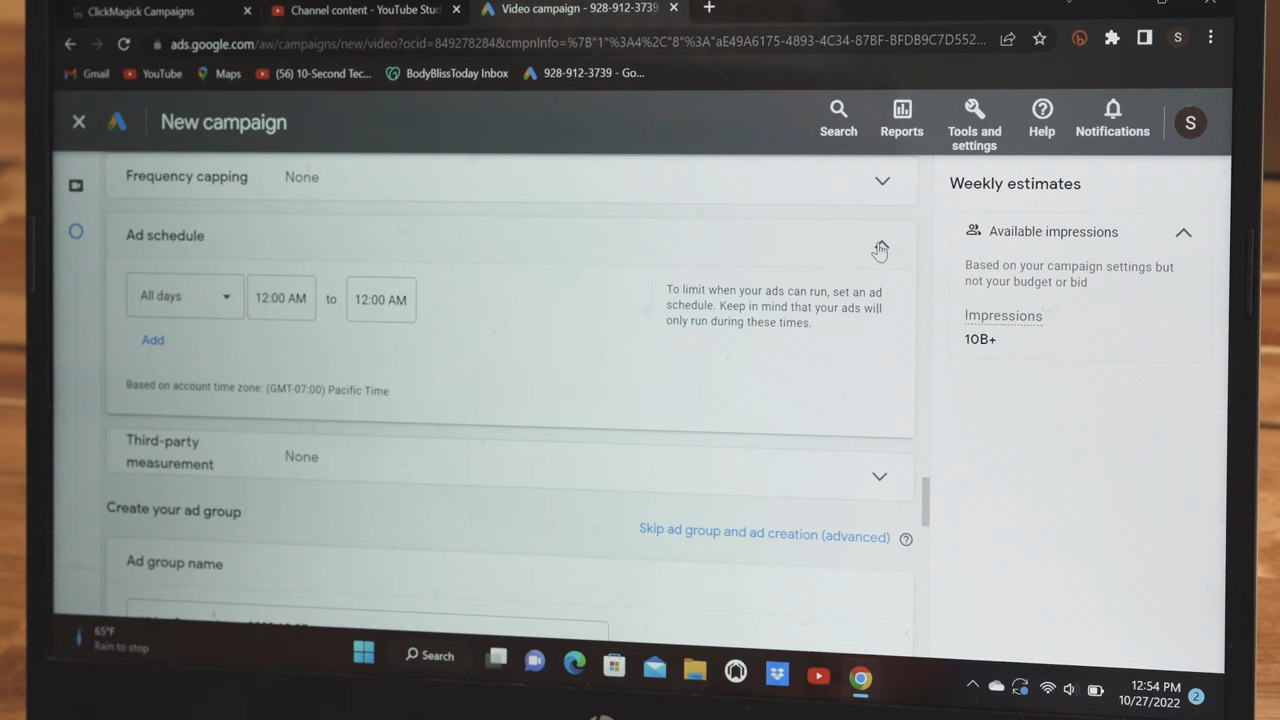 ClickMagick Campaigns
Channel content - YouTube Stud
Video campaign - 928-912-3739
ads.google.com/aw/campaigns/new/video?ocid=849278284&cmpnInfo=%7B"1"%3A4%2C"8"%3A"aE49A6175-4893-4C34-87BF-BFDB9C7D552...
S
Gmail
YouTube
Maps
(56) 10-Second Tec...
BodyBlissToday Inbox
928-912-3739 - Go...
New campaign
Search
Reports
Tools and settings
Help
Notifications
S
Frequency capping
None
Ad schedule
All days
12:00 AM
to
12:00 AM
Add
To limit when your ads can run, set an ad
schedule. Keep in mind that your ads will
only run during these times.
Based on account time zone: (GMT-07:00) Pacific Time
Third-party
measurement
None
Create your ad group
Skip ad group and ad creation (advanced)
Ad group name
Weekly estimates
Available impressions
Based on your campaign settings but
not your budget or bid
Impressions
10B+
65°F
Rain to stop
Search
12:54 PM
10/27/2022
2